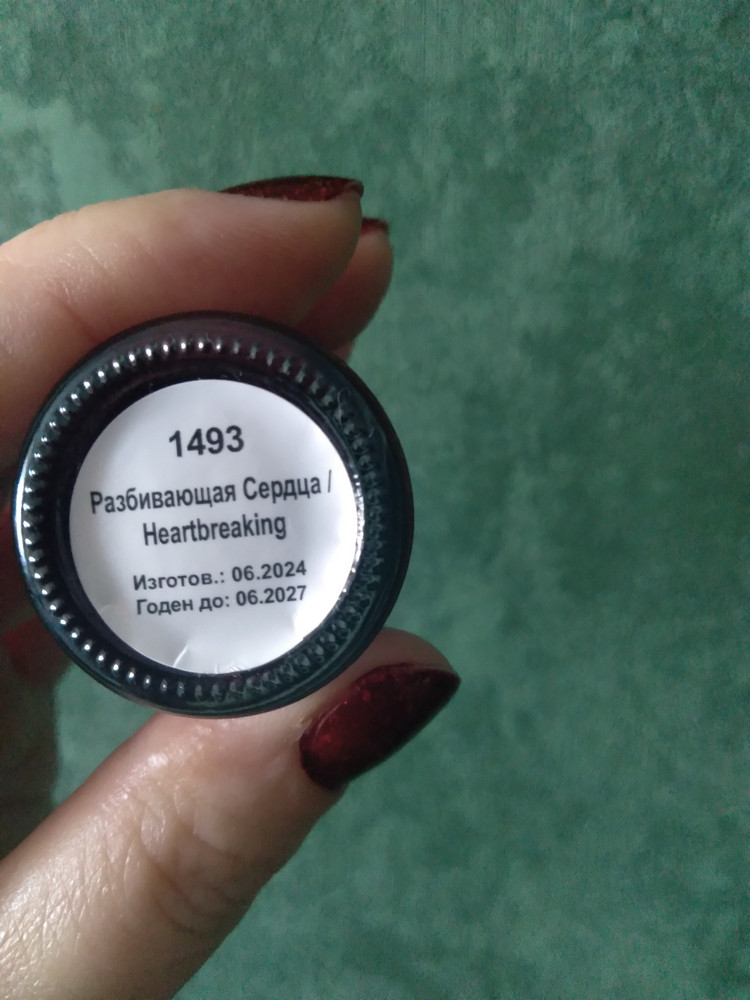 1493
Разбивающая Сердца /
Heartbreaking
Изготов.: 06.2024
Годен до: 06.2027